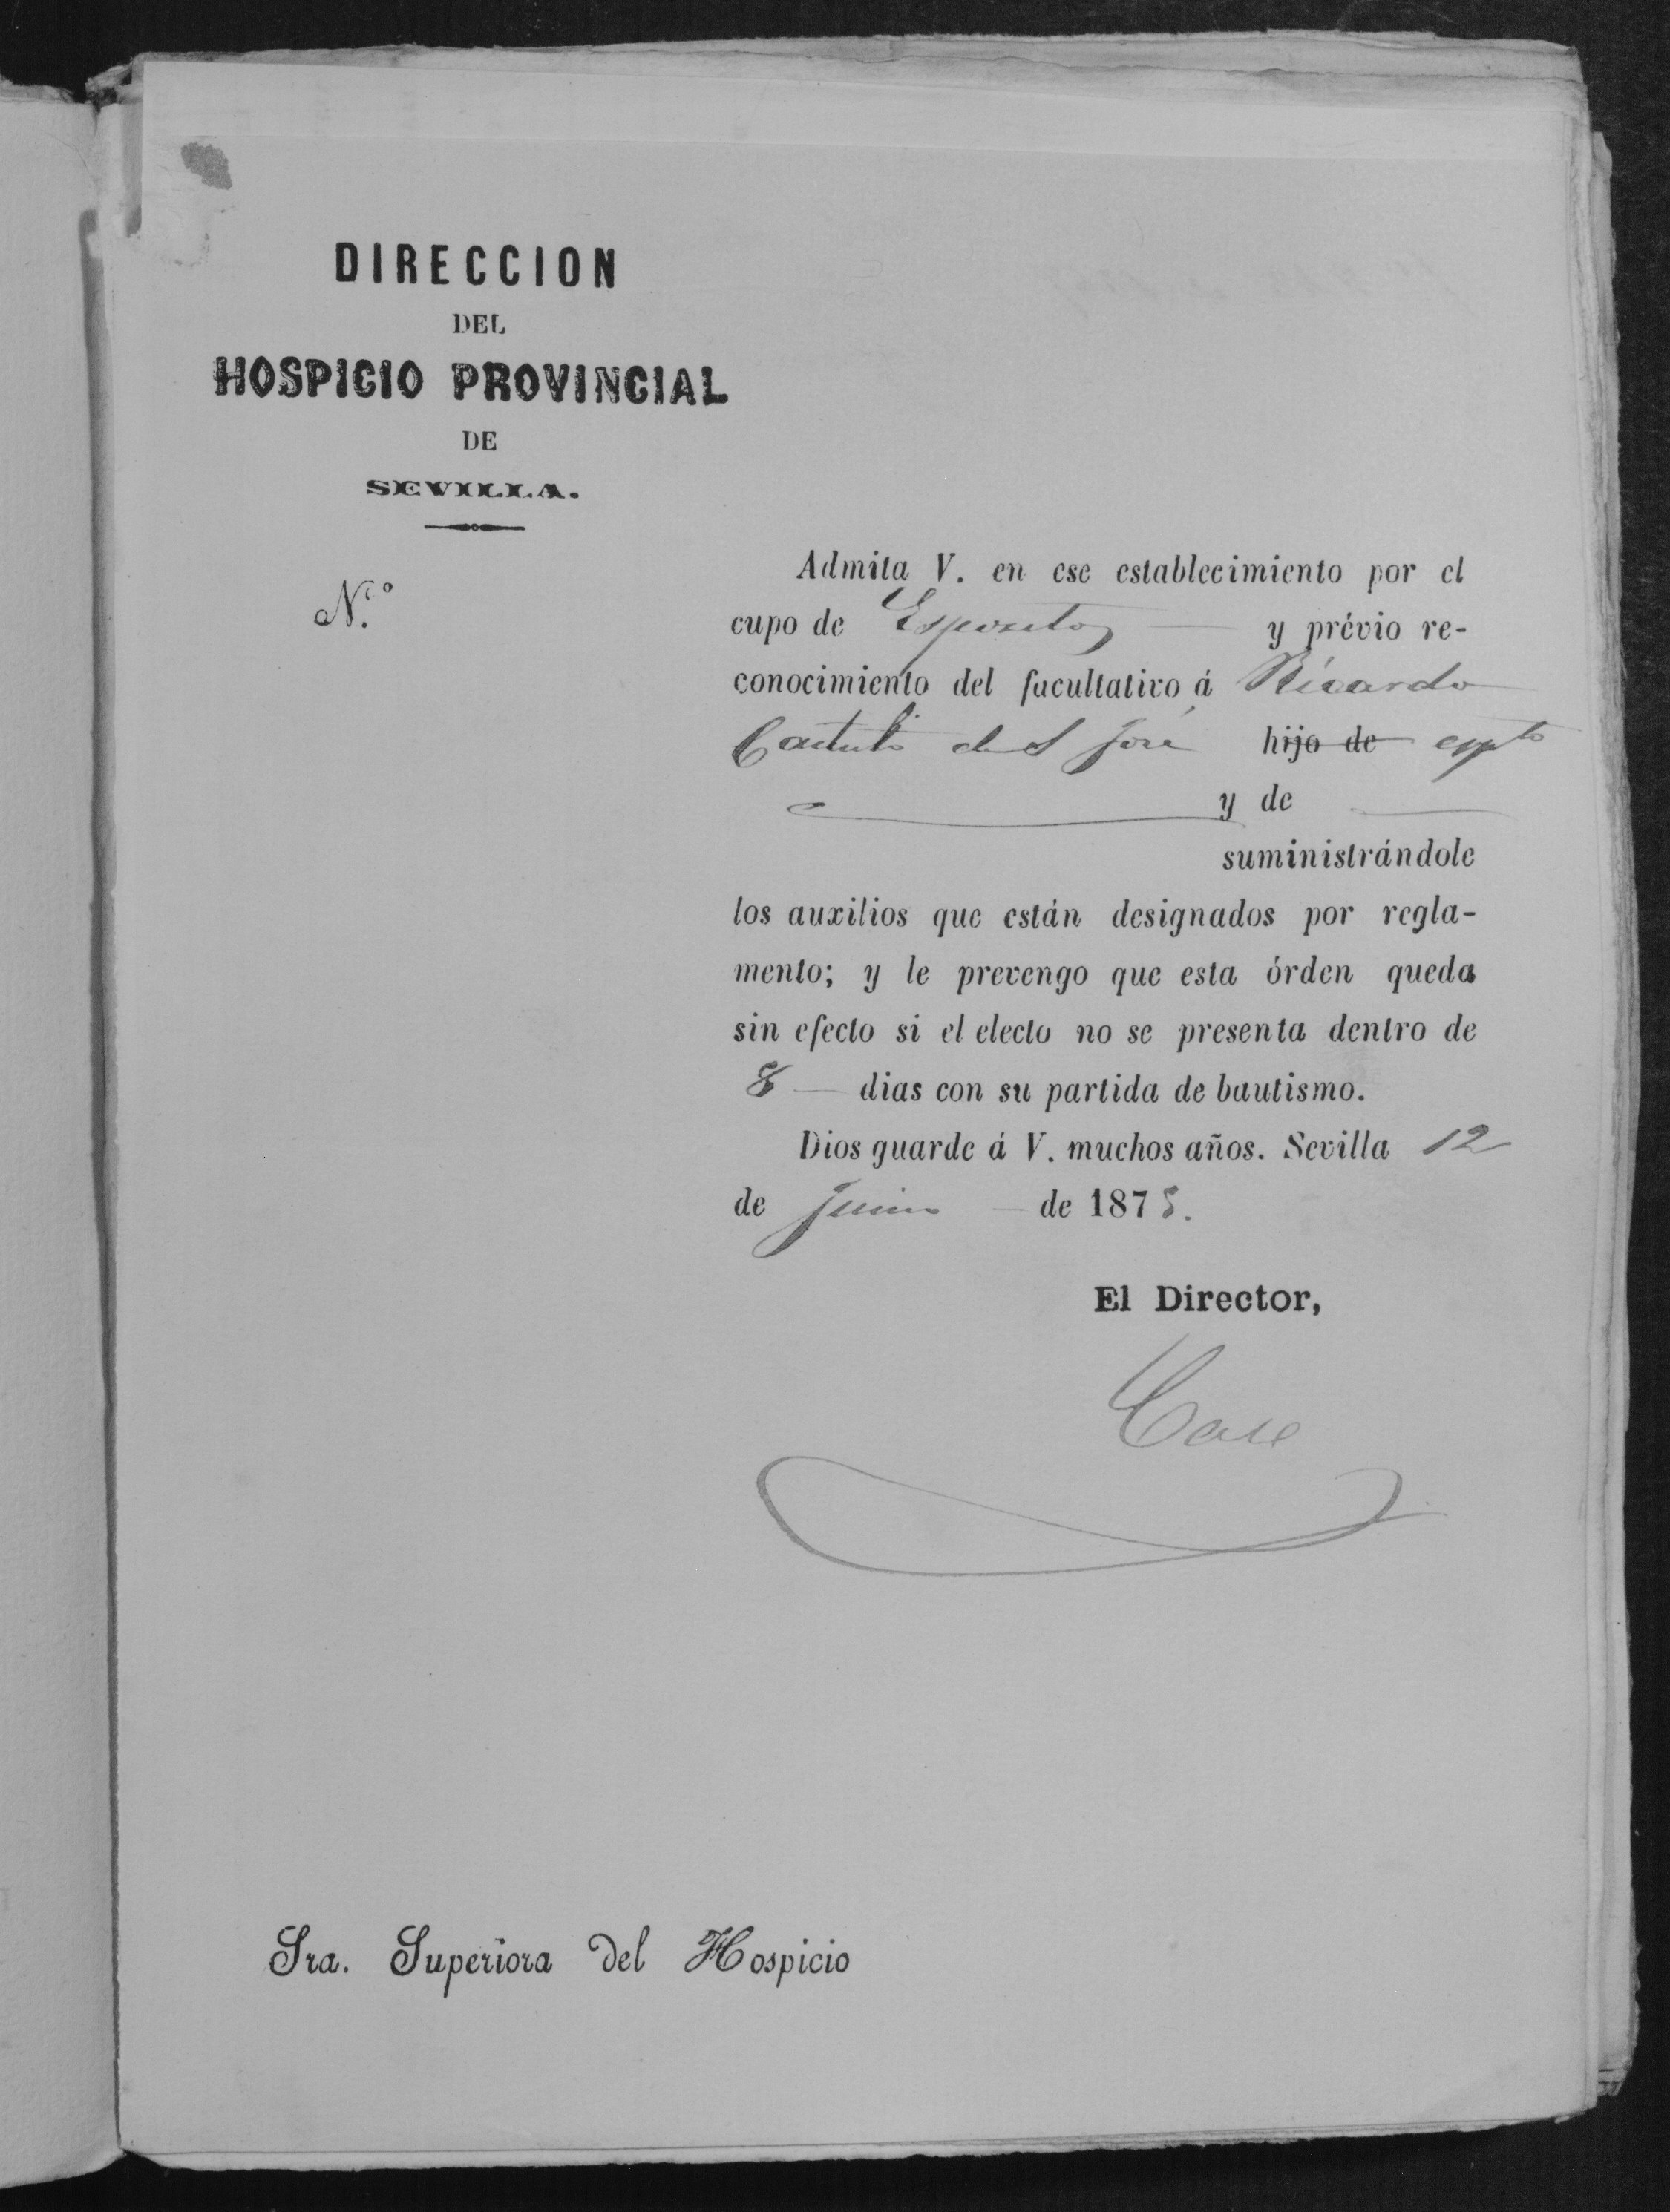 DIRECCION
DEL
HOSPICIO PROVINCIAL
DE
SEVILLA.
N.º
Admita V. en ese establecimiento por el
cupo de Espositos y prévio re-
conocimiento del facultativo á Ricardo
de S José hijo de espto
y de
suministrándole
los auxilios que están designados por regla-
mento; y le prevengo que esta órden queda
sin efecto si el electo no se presenta dentro de
8 dias con su partida de bautismo.
Dios guarde á V. muchos años. Sevilla 12
de Junio de 1875.
El Director,
Sra. Superiora del Hospicio